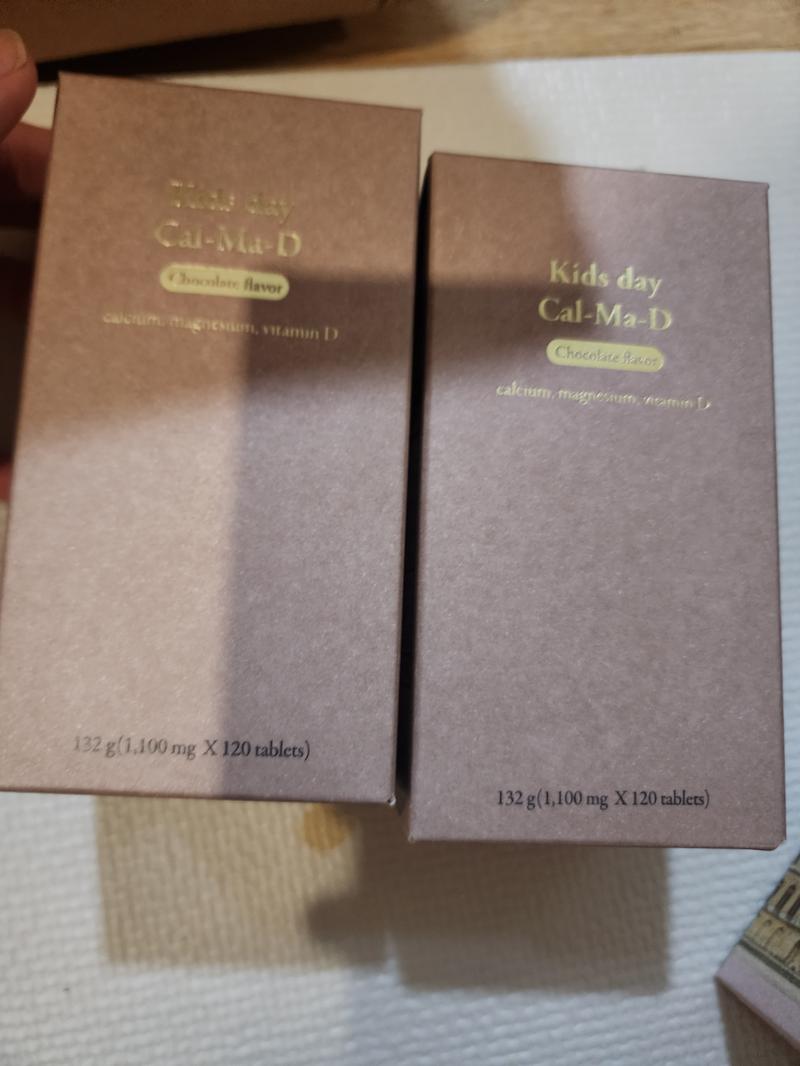 Kids day
Cal-Ma-D
Chocolate flavor
calcium, magnesium, vitamin D
132 g(1,100 mg X 120 tablets)
Kids day
Cal-Ma-D
Chocolate flavor
calcium, magnesium, vitamin D
132 g(1,100 mg X 120 tablets)